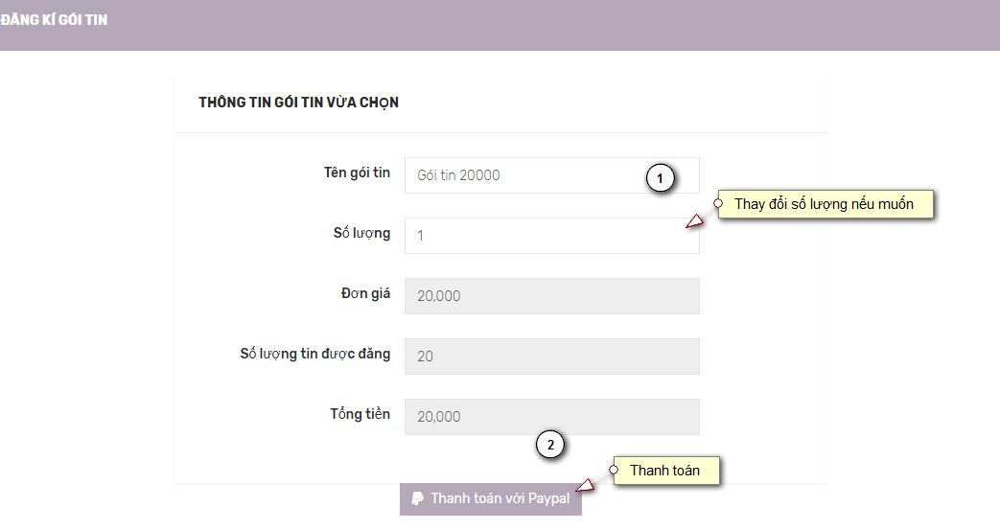 ĐĂNG KÍ GÓI TIN
THÔNG TIN GÓI TIN VỪA CHỌN
Tên gói tin
Gói tin 20000
1
Thay đổi số lượng nếu muốn
Số lượng
1
Đơn giá
20,000
Số lượng tin được đăng
20
Tổng tiền
20,000
2
Thanh toán
Thanh toán với Paypal